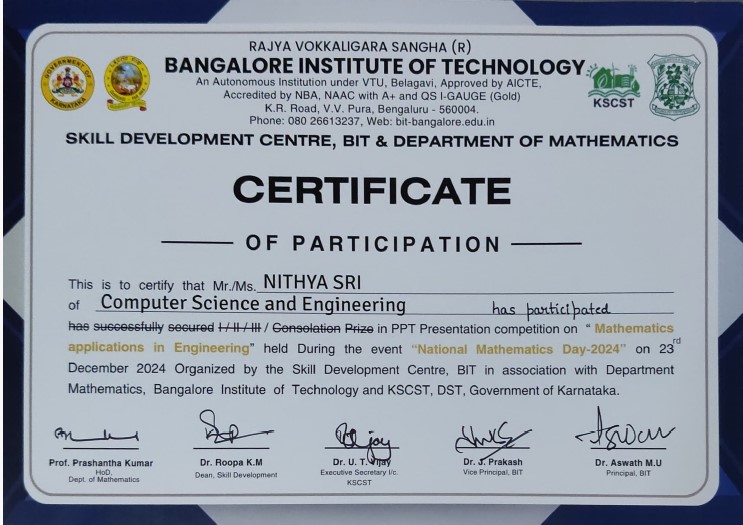 RAJYA VOKKALIGARA SANGHA (R)
BANGALORE INSTITUTE OF TECHNOLOGY
An Autonomous Institution under VTU, Belagavi, Approved by AICTE,
Accredited by NBA, NAAC with A+ and QS I-GAUGE (Gold)
K.R. Road, V.V. Pura, Bengaluru - 560004.
Phone: 080 26613237, Web: bit-bangalore.edu.in
GOVERNMENT OF
KARNATAKA
KSCST
SKILL DEVELOPMENT CENTRE, BIT & DEPARTMENT OF MATHEMATICS
CERTIFICATE
OF PARTICIPATION
This is to certify that Mr./Ms. NITHYA SRI
of Computer Science and Engineering has participated
has successfully secured I / II / III / Consolation Prize in PPT Presentation competition on “ Mathematics
applications in Engineering” held During the event “National Mathematics Day-2024” on 23rd
December 2024 Organized by the Skill Development Centre, BIT in association with Department
Mathematics, Bangalore Institute of Technology and KSCST, DST, Government of Karnataka.
Prof. Prashantha Kumar
HoD,
Dept. of Mathematics
Dr. Roopa K.M
Dean, Skill Development
Dr. U. T. Vijay
Executive Secretary I/c.
KSCST
Dr. J. Prakash
Vice Principal, BIT
Dr. Aswath M.U
Principal, BIT